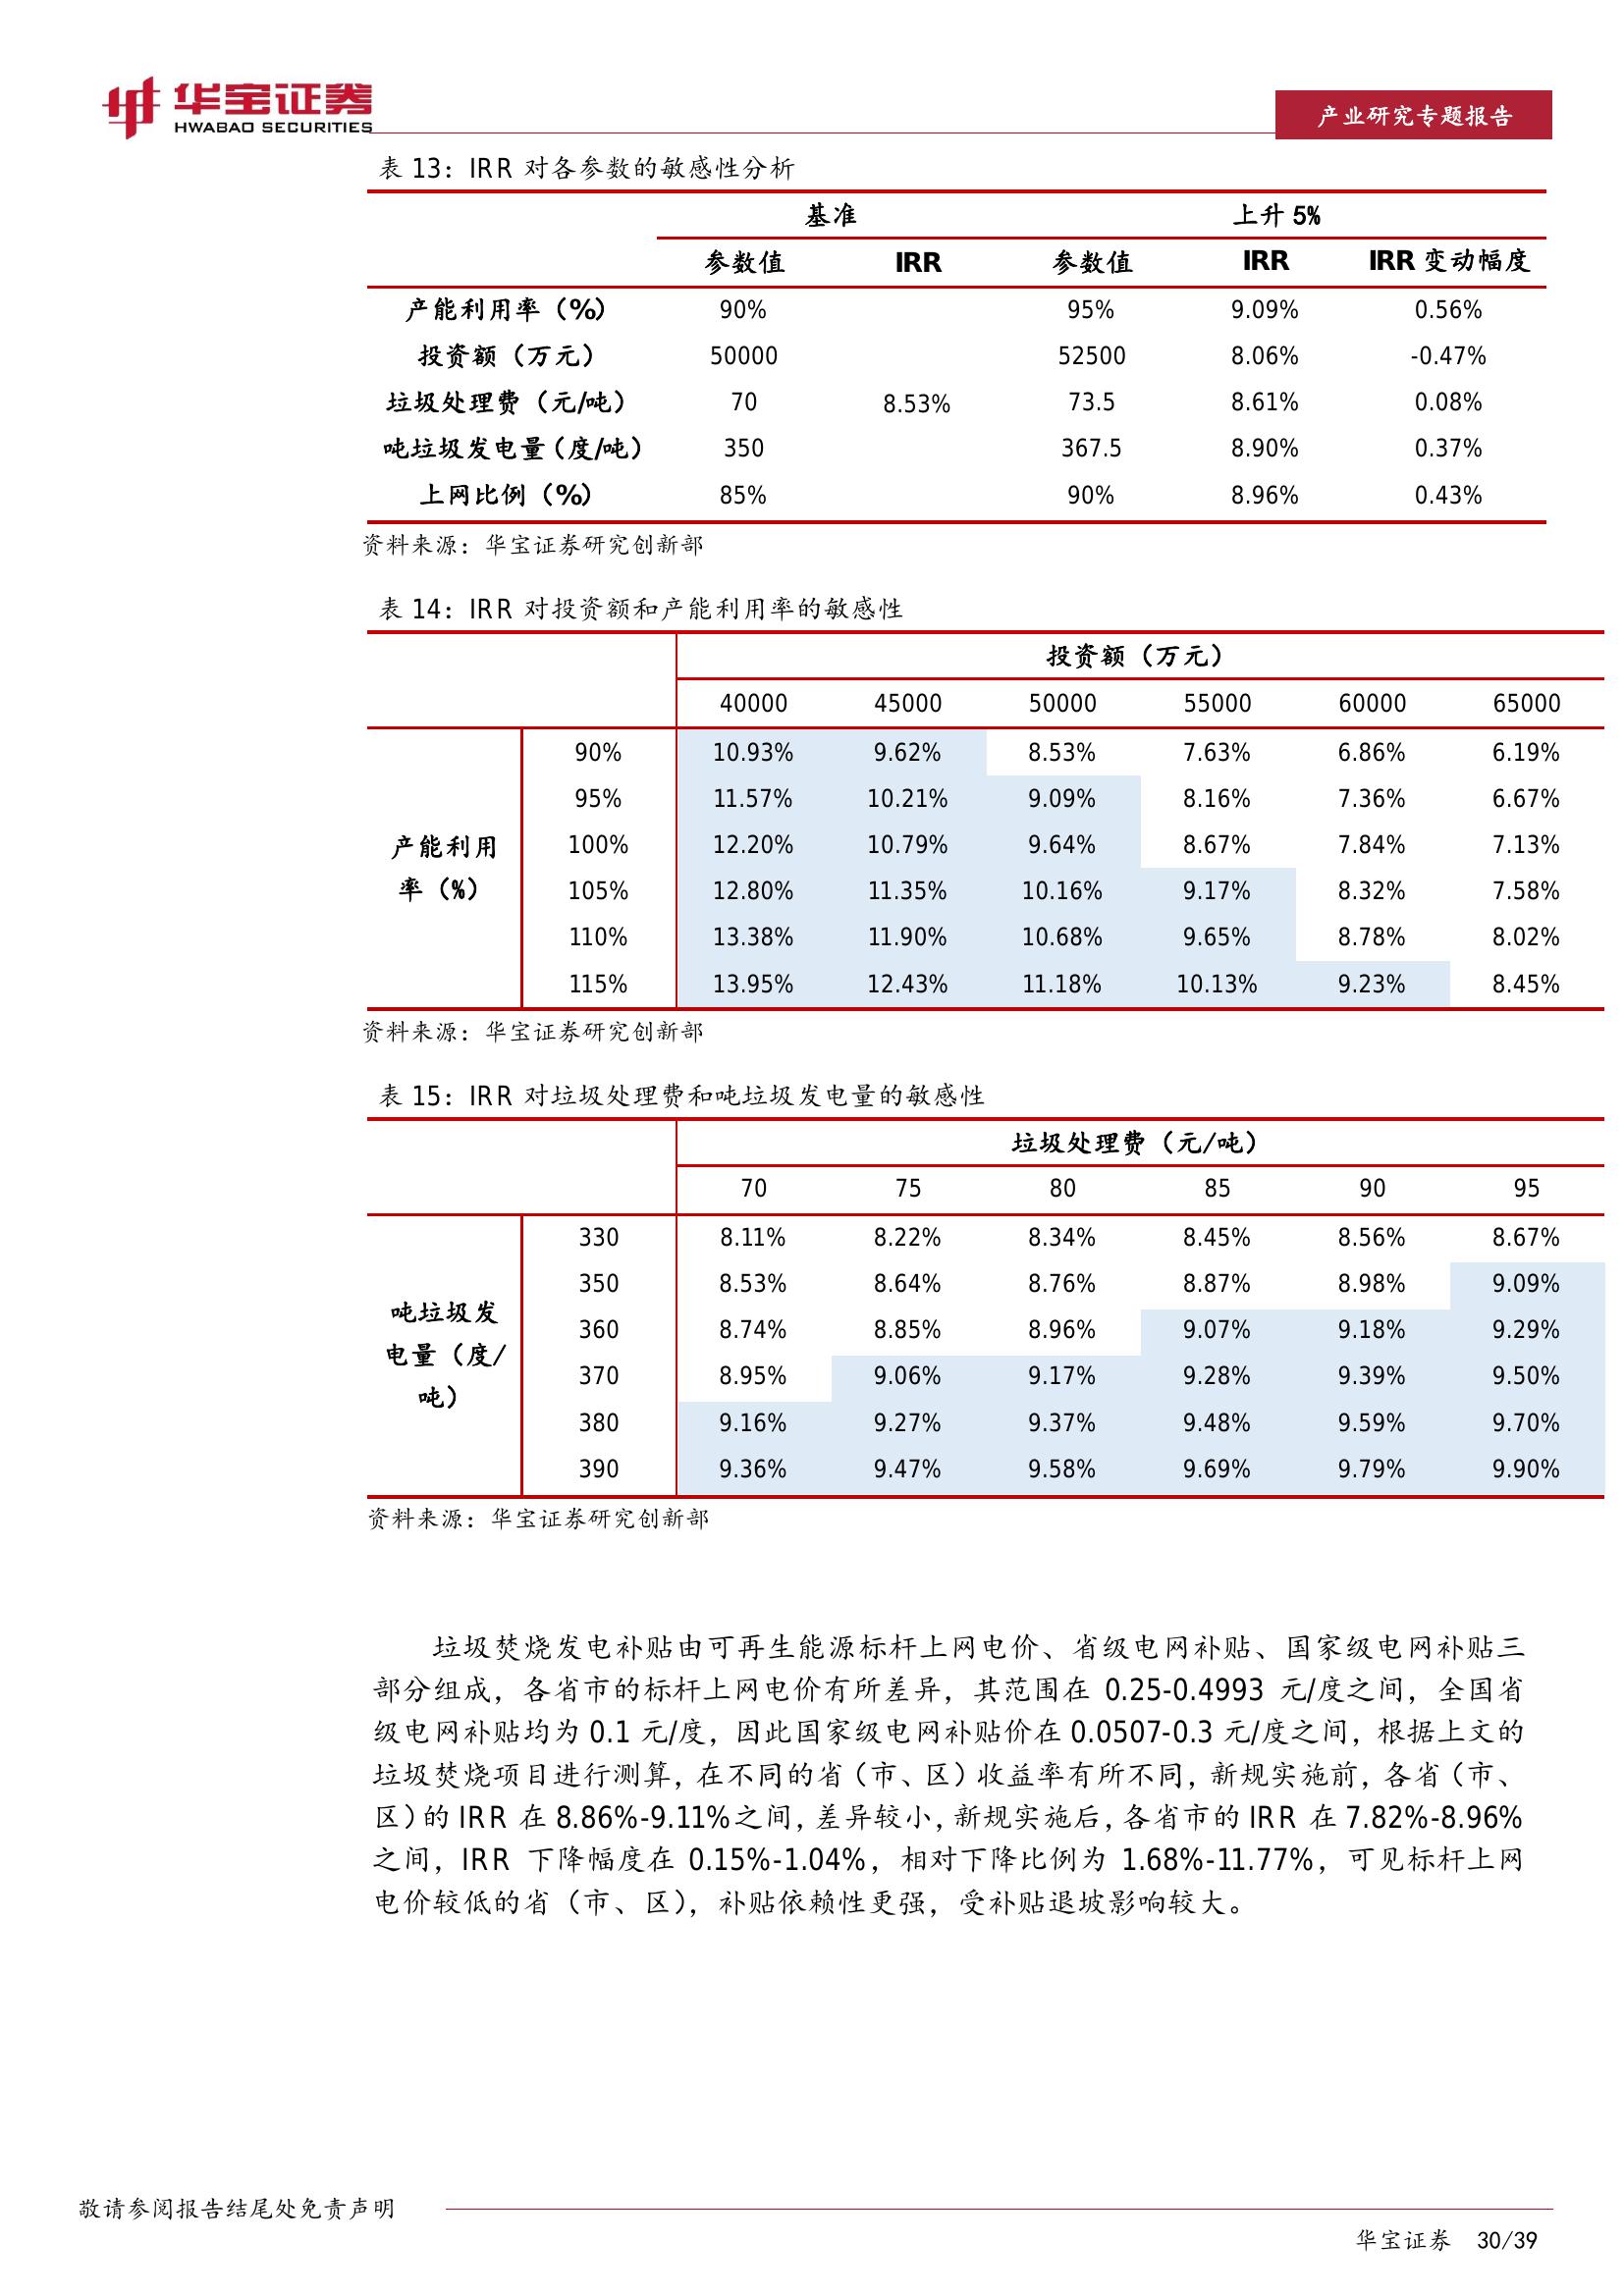 华宝证券
HWABAO SECURITIES
产业研究专题报告
表 13：IRR 对各参数的敏感性分析
基准 上升 5%
参数值 IRR 参数值 IRR IRR 变动幅度
产能利用率（%） 90% 95% 9.09% 0.56%
投资额（万元） 50000 52500 8.06% -0.47%
垃圾处理费（元/吨） 70 8.53% 73.5 8.61% 0.08%
吨垃圾发电量（度/吨） 350 367.5 8.90% 0.37%
上网比例（%） 85% 90% 8.96% 0.43%
资料来源：华宝证券研究创新部
表 14：IRR 对投资额和产能利用率的敏感性
投资额（万元）
40000 45000 50000 55000 60000 65000
产能利用
率（%）
90% 10.93% 9.62% 8.53% 7.63% 6.86% 6.19%
95% 11.57% 10.21% 9.09% 8.16% 7.36% 6.67%
100% 12.20% 10.79% 9.64% 8.67% 7.84% 7.13%
105% 12.80% 11.35% 10.16% 9.17% 8.32% 7.58%
110% 13.38% 11.90% 10.68% 9.65% 8.78% 8.02%
115% 13.95% 12.43% 11.18% 10.13% 9.23% 8.45%
资料来源：华宝证券研究创新部
表 15：IRR 对垃圾处理费和吨垃圾发电量的敏感性
垃圾处理费（元/吨）
70 75 80 85 90 95
吨垃圾发
电量（度/
吨）
330 8.11% 8.22% 8.34% 8.45% 8.56% 8.67%
350 8.53% 8.64% 8.76% 8.87% 8.98% 9.09%
360 8.74% 8.85% 8.96% 9.07% 9.18% 9.29%
370 8.95% 9.06% 9.17% 9.28% 9.39% 9.50%
380 9.16% 9.27% 9.37% 9.48% 9.59% 9.70%
390 9.36% 9.47% 9.58% 9.69% 9.79% 9.90%
资料来源：华宝证券研究创新部
垃圾焚烧发电补贴由可再生能源标杆上网电价、省级电网补贴、国家级电网补贴三
部分组成，各省市的标杆上网电价有所差异，其范围在 0.25-0.4993 元/度之间，全国省
级电网补贴均为 0.1 元/度，因此国家级电网补贴价在 0.0507-0.3 元/度之间，根据上文的
垃圾焚烧项目进行测算，在不同的省（市、区）收益率有所不同，新规实施前，各省（市、
区）的 IRR 在 8.86%-9.11%之间，差异较小，新规实施后，各省市的 IRR 在 7.82%-8.96%
之间，IRR 下降幅度在 0.15%-1.04%，相对下降比例为 1.68%-11.77%，可见标杆上网
电价较低的省（市、区），补贴依赖性更强，受补贴退坡影响较大。
敬请参阅报告结尾处免责声明
华宝证券 30/39